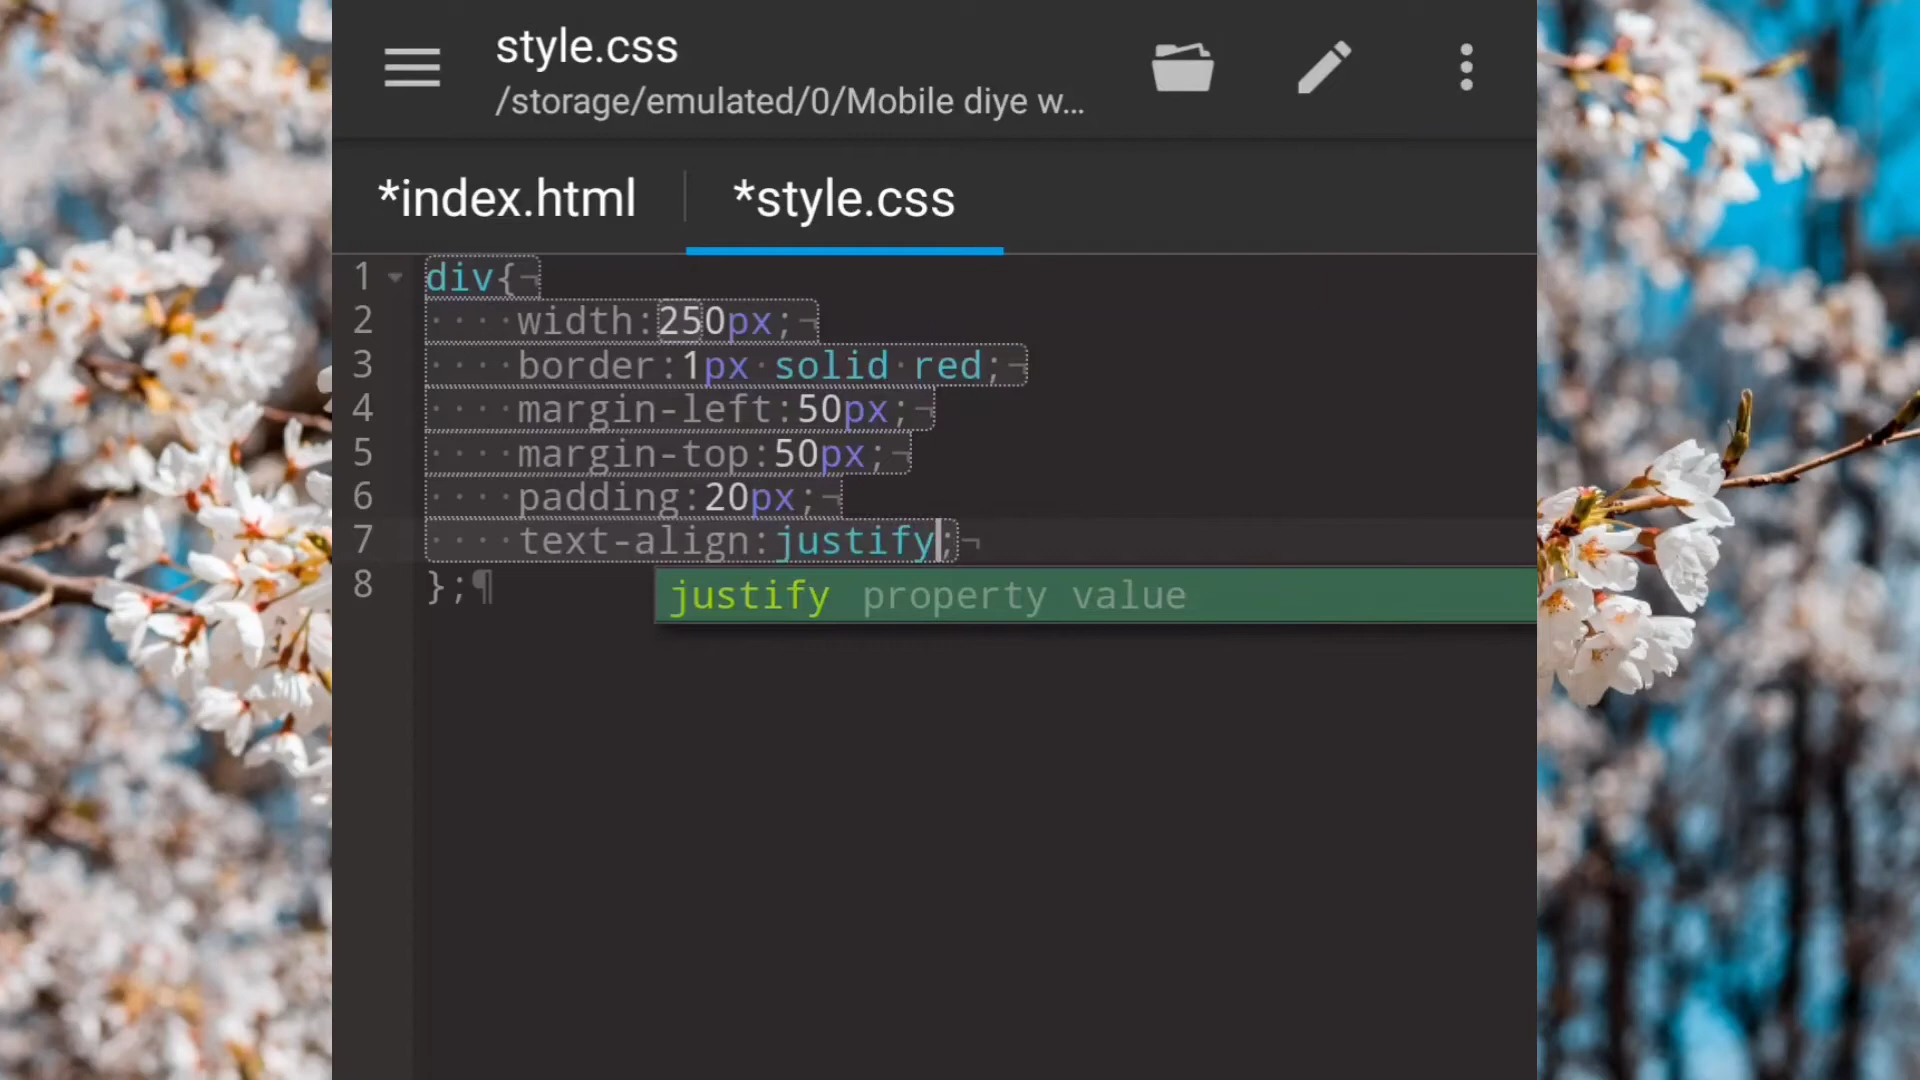 style.css
/storage/emulated/0/Mobile diye w...
*index.html
*style.css
1 div{
2 width:250px;
3 border:1px solid red;
4 margin-left:50px;
5 margin-top:50px;
6 padding:20px;
7 text-align:justify;
8 };
justify property value